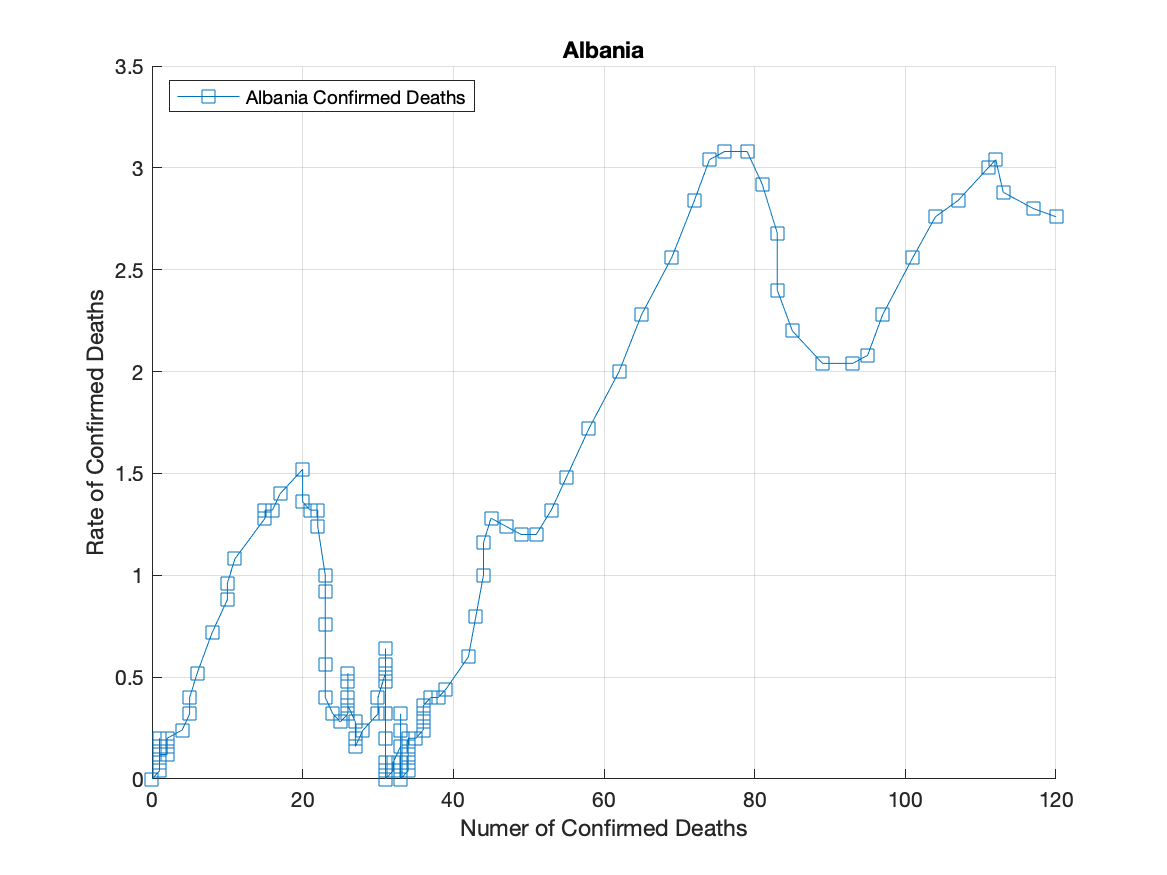 Albania
3.5
Albania Confirmed Deaths
3
2.5
2
1.5
1
0.5
0
Rate of Confirmed Deaths
0 20 40 60 80 100 120
Numer of Confirmed Deaths